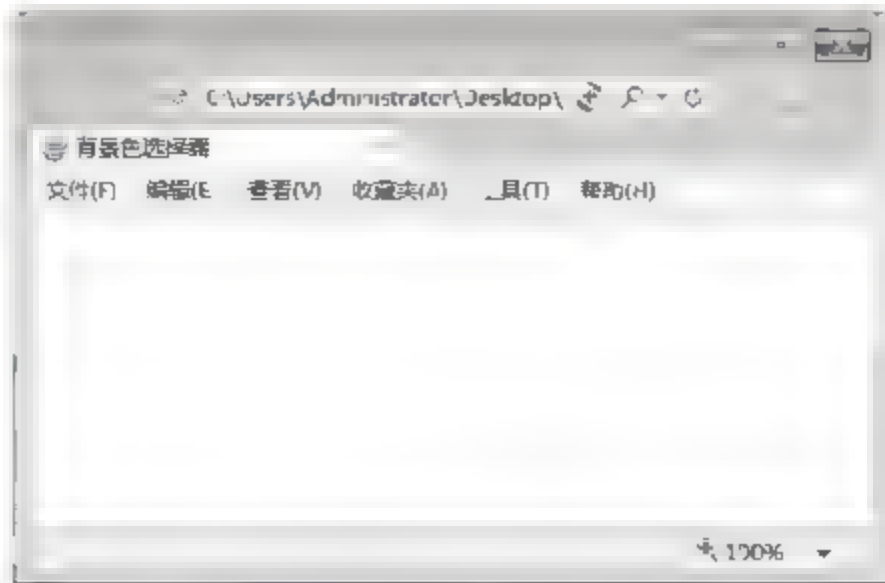 C:\Users\Administrator\Desktop\
背景色选择器
文件(F) 编辑(E 查看(V) 收藏夹(A) 工具(T) 帮助(H)
100%